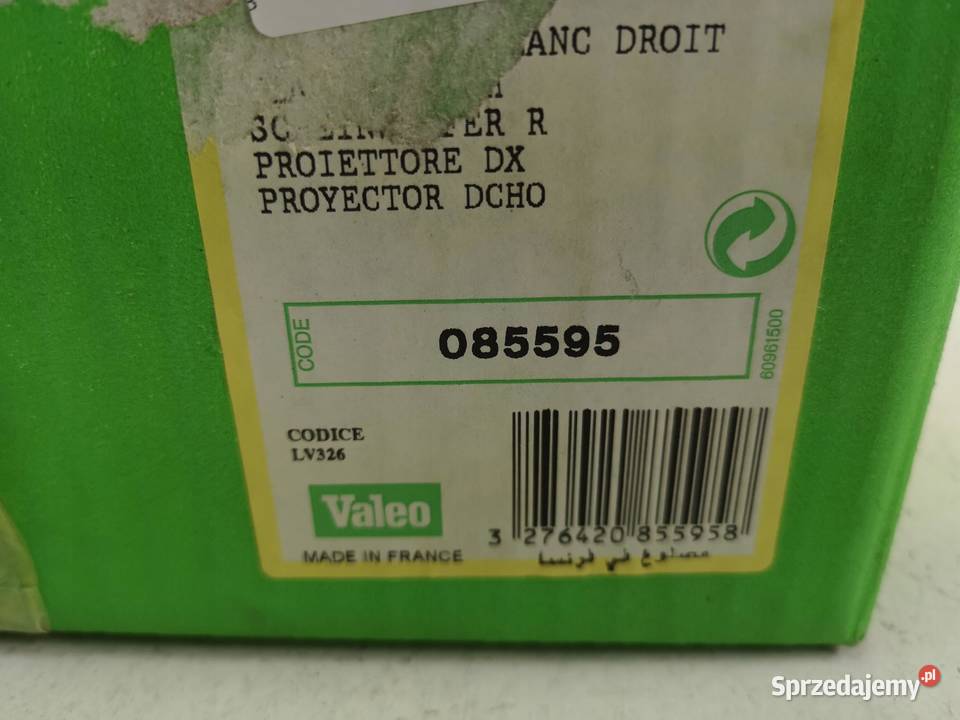 ANC DROIT
R
PROIETTORE DX
PROYECTOR DCHO
CODE
085595
60961500
CODICE
LV326
Valeo
3 276420 855958
MADE IN FRANCE
مصنوع في فرنسا
Sprzedajemy.pl